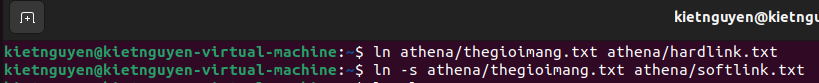 kietnguyen@kietngu
kietnguyen@kietnguyen-virtual-machine:~$ ln athena/thegioimang.txt athena/hardlink.txt
kietnguyen@kietnguyen-virtual-machine:~$ ln -s athena/thegioimang.txt athena/softlink.txt